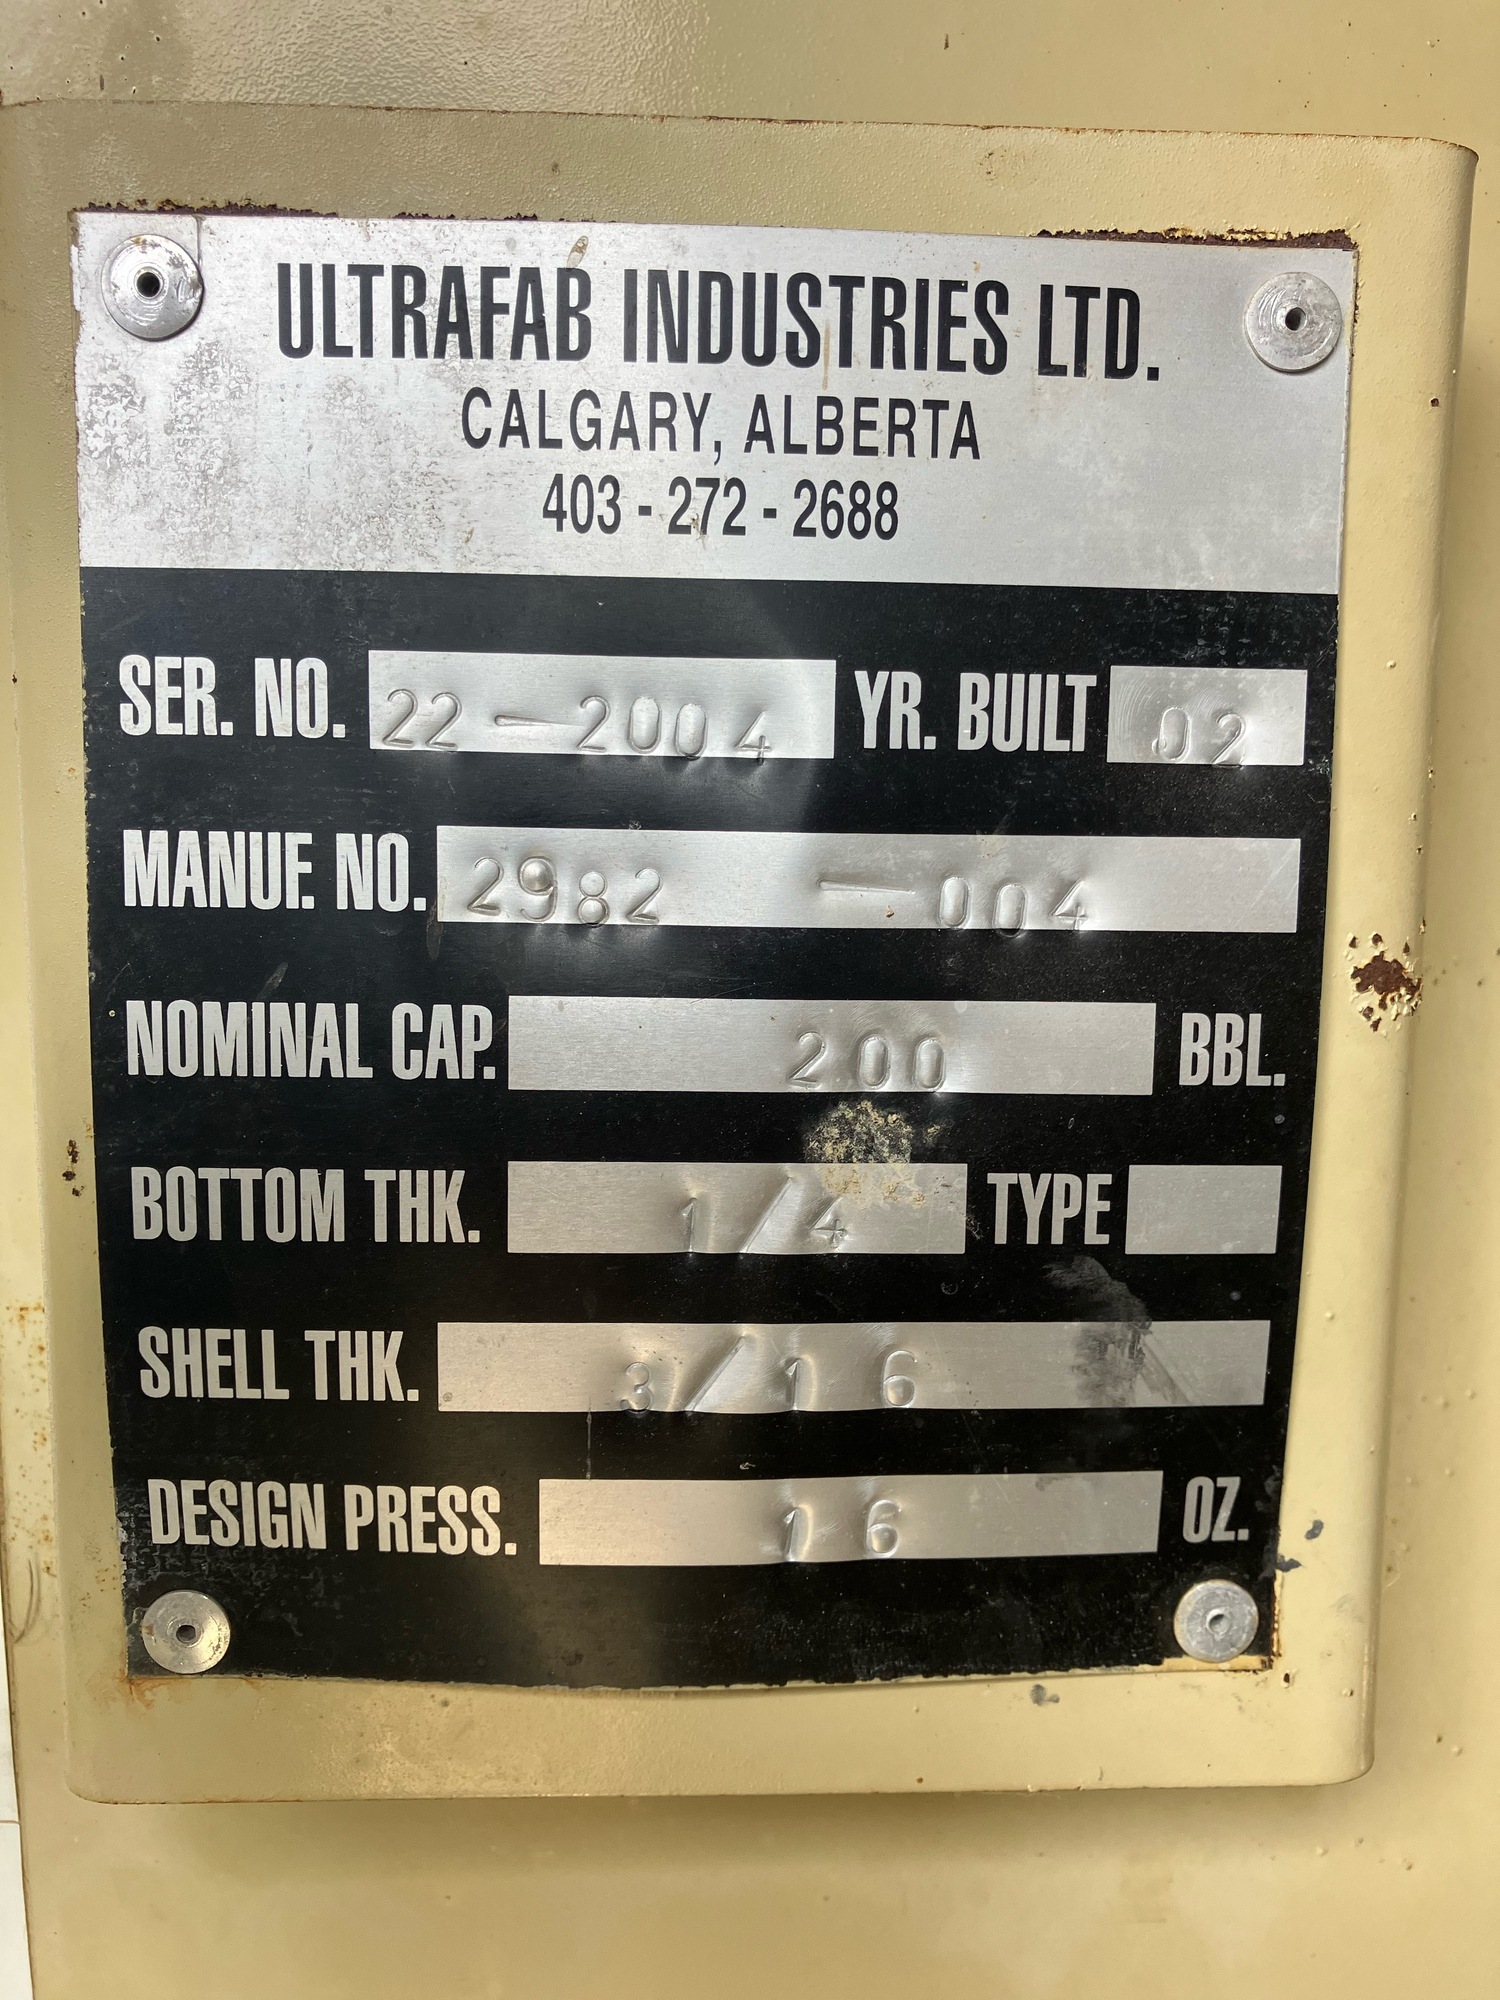 ULTRAFAB INDUSTRIES LTD.
CALGARY, ALBERTA
403-272-2688
SER. NO. 22-2004 YR. BUILT 02
MANUF. NO. 2982 - 004
NOMINAL CAP. 200 BBL.
BOTTOM THK. 1/4 TYPE
SHELL THK. 3/16
DESIGN PRESS. 16 OZ.